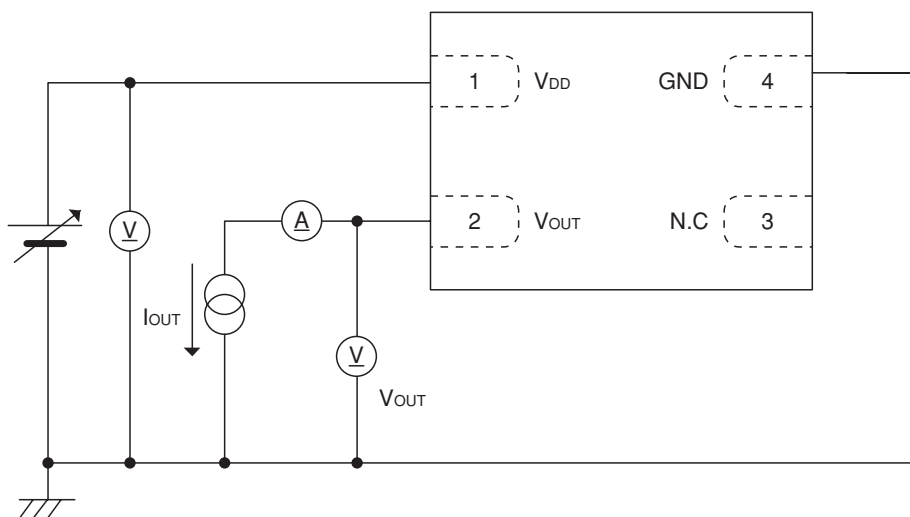 1 VDD GND 4
V
A
2 VOUT N.C 3
IOUT
V
VOUT